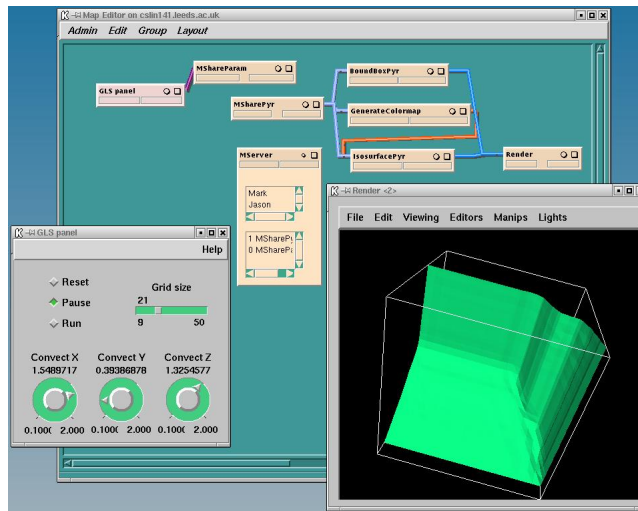 Map Editor on cslin141.leeds.ac.uk
Admin Edit Group Layout
MShareParam
GLS panel
BoundBoxPyr
MSharePyr
GenerateColormap
IsosurfacePyr
Render
MServer
Mark
Jason
1 MSharePy
0 MSharePa
Render <2>
File Edit Viewing Editors Manips Lights
GLS panel
Help
Reset
Pause
Run
Grid size
21
9 50
Convect X Convect Y Convect Z
1.5489717 0.39386878 1.3254577
0.100( 2.000 0.100( 2.000 0.100( 2.000